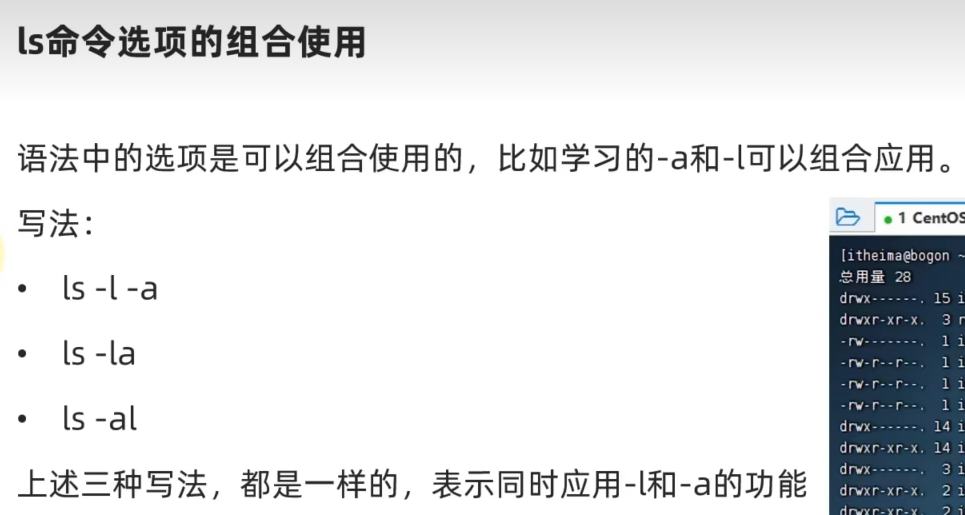 ls命令选项的组合使用
语法中的选项是可以组合使用的，比如学习的-a和-l可以组合应用。
写法：
• ls -l -a
• ls -la
• ls -al
上述三种写法，都是一样的，表示同时应用-l和-a的功能
1 CentOS
[itheima@bogon ~
总用量 28
drwx------. 15 i
drwxr-xr-x. 3 r
-rw-------. 1 i
-rw-r--r--. 1 i
-rw-r--r--. 1 i
-rw-r--r--. 1 i
drwx------. 14 i
drwxr-xr-x. 14 i
drwx------. 3 i
drwxr-xr-x. 2 i
drwxr-xr-x. 2 i